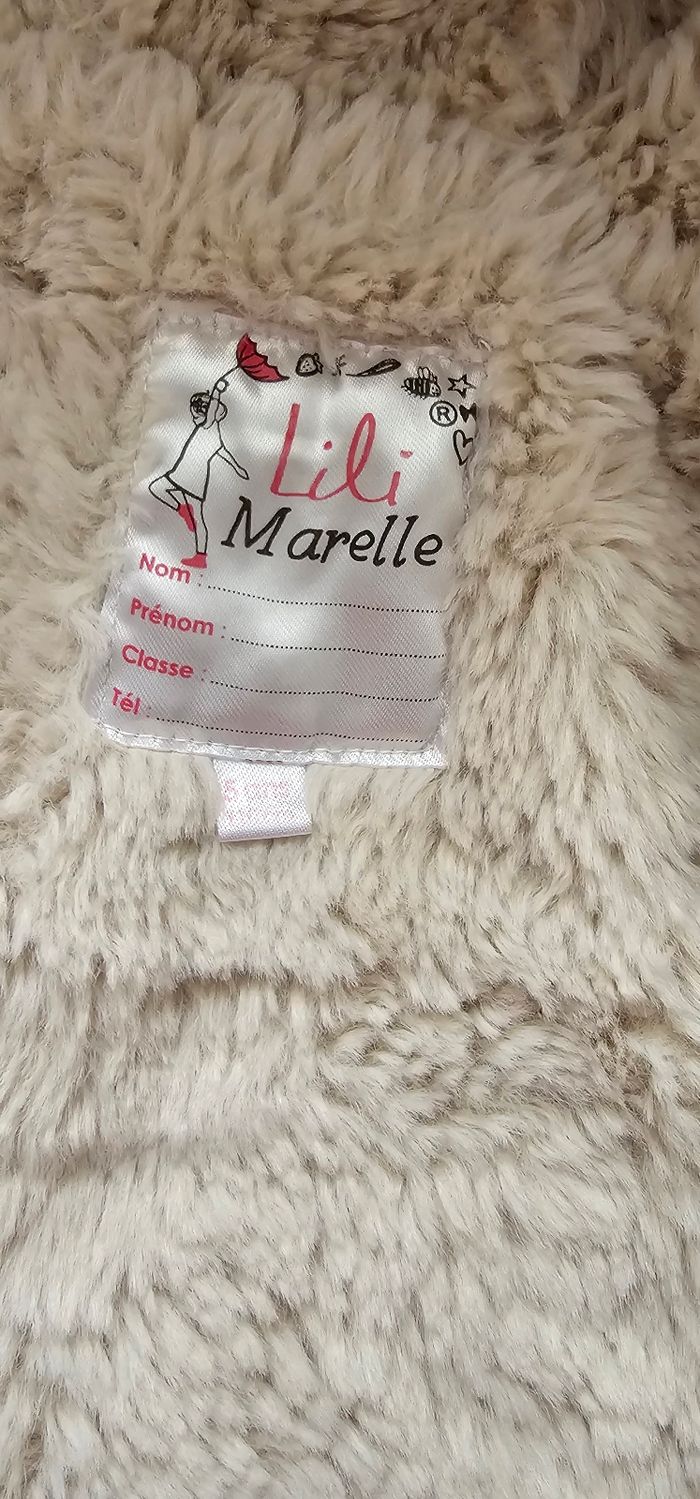 Lili
®
Marelle
Nom :
Prénom :
Classe :
Tél :